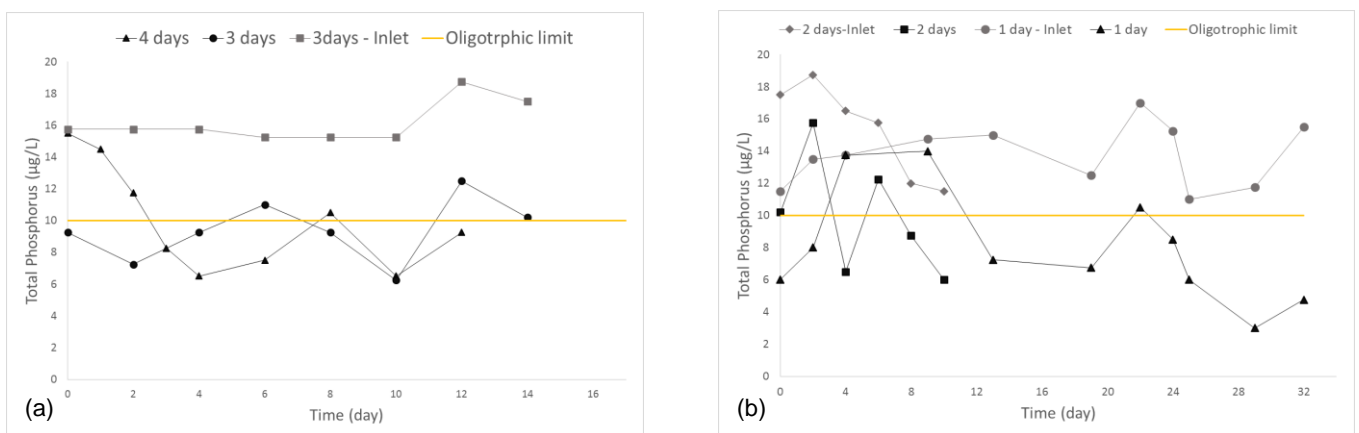 4 days 3 days 3days - Inlet Oligotrphic limit
20
18
16
14
12
10
8
6
4
2
0
Total Phosphorus (µg/L)
0 2 4 6 8 10 12 14 16
Time (day)
(a)
2 days-Inlet 2 days 1 day - Inlet 1 day Oligotrophic limit
20
18
16
14
12
10
8
6
4
2
0
Total Phosphorus (µg/L)
0 4 8 12 16 20 24 28 32
Time (day)
(b)